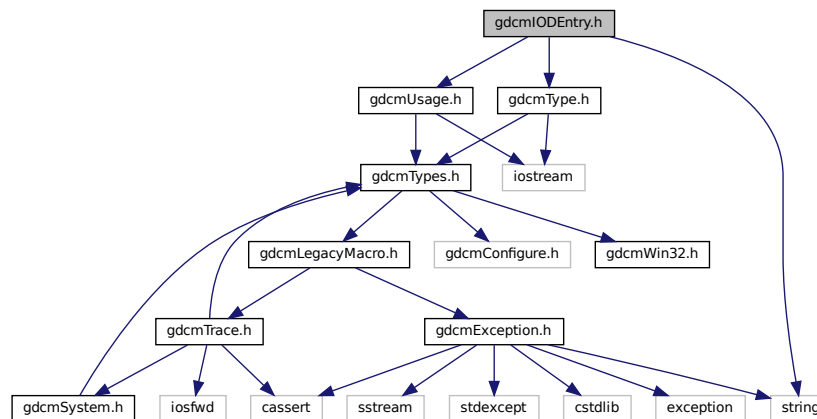 gdcmIODEntry.h
gdcmUsage.h
gdcmType.h
gdcmTypes.h
iostream
gdcmLegacyMacro.h
gdcmConfigure.h
gdcmWin32.h
gdcmTrace.h
gdcmException.h
gdcmSystem.h
iosfwd
cassert
sstream
stdexcept
cstdlib
exception
string